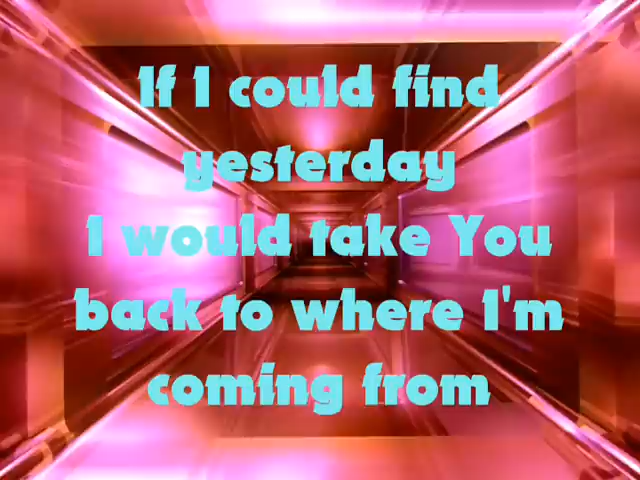 If I could find
yesterday
I would take You
back to where I'm
coming from